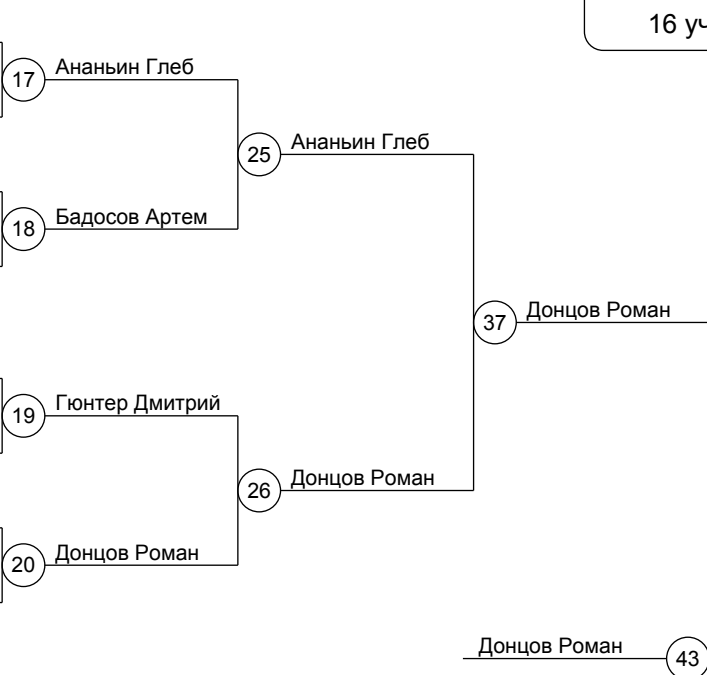 16 уч
17 Ананьин Глеб
25 Ананьин Глеб
18 Бадосов Артем
37 Донцов Роман
19 Гюнтер Дмитрий
26 Донцов Роман
20 Донцов Роман
Донцов Роман 43